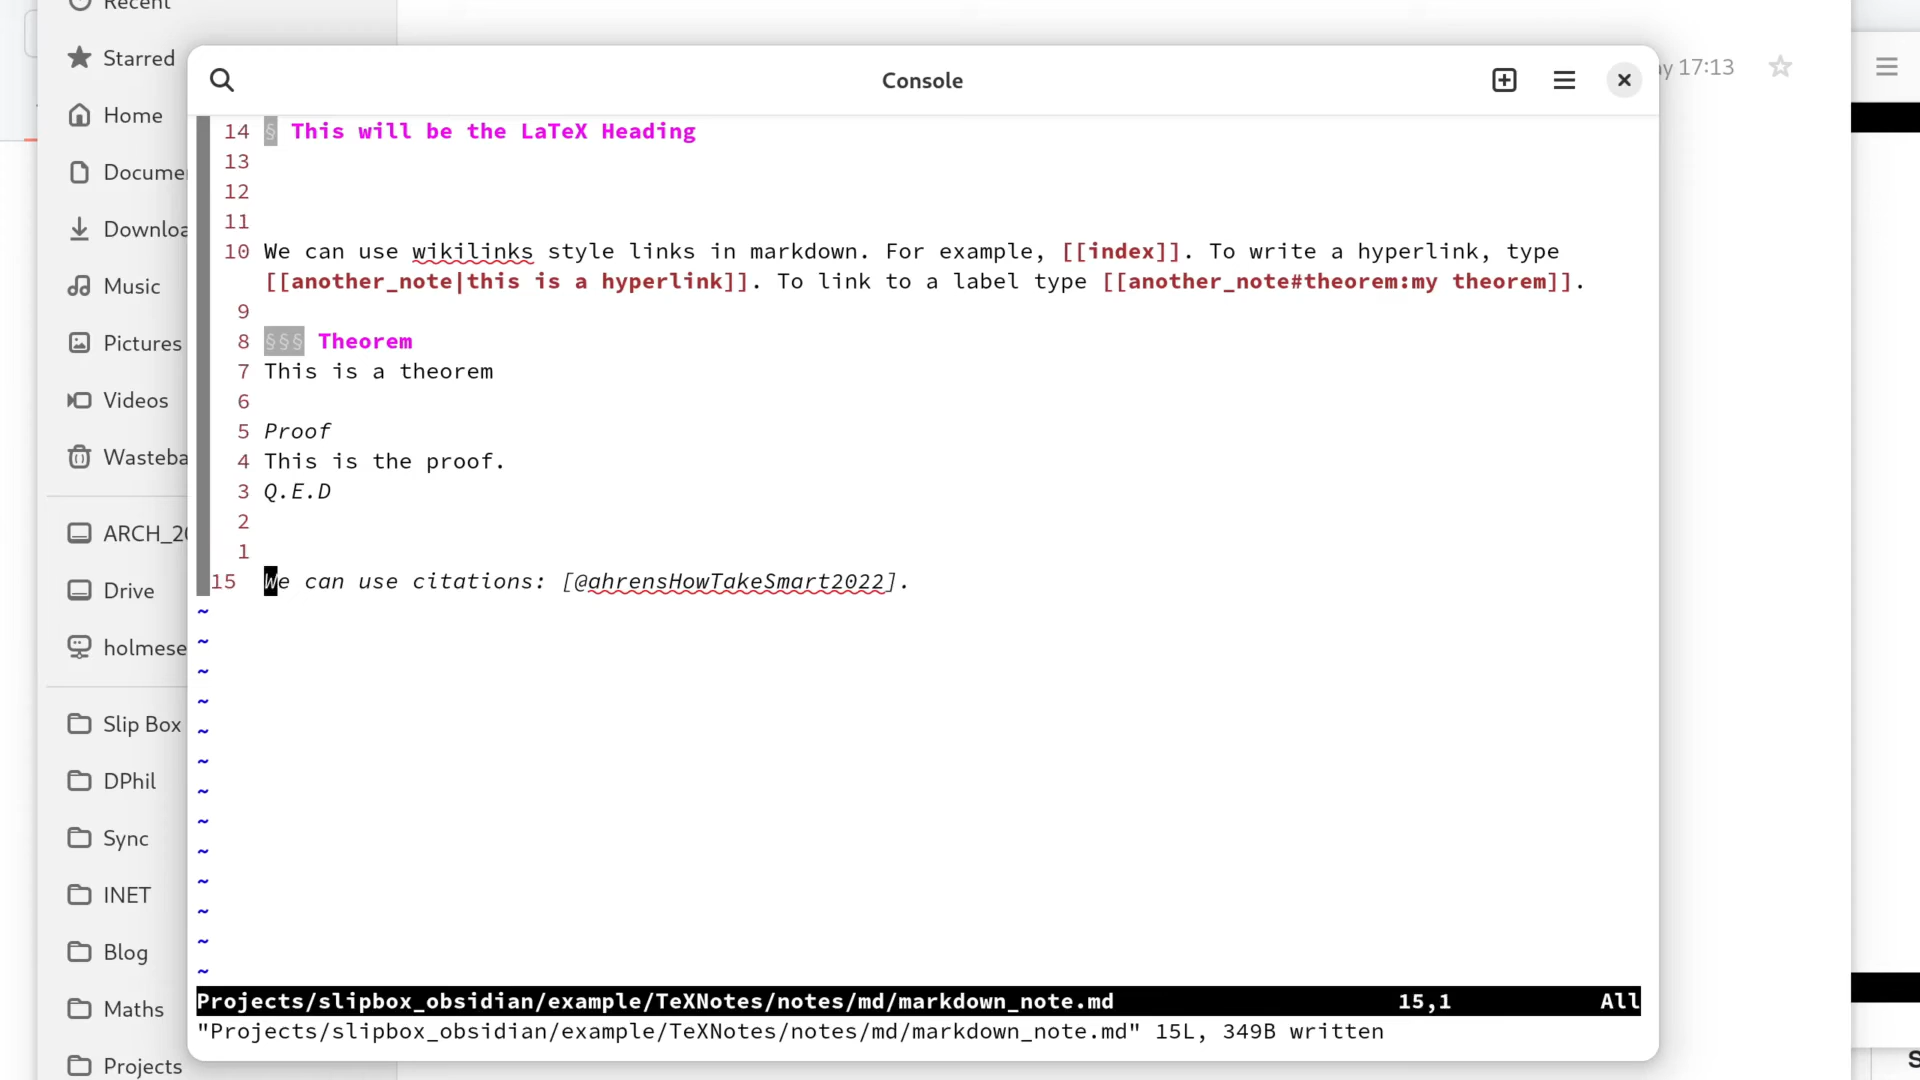 Recent
Starred
Home
Docume
Downloa
Music
Pictures
Videos
Wasteba
ARCH_20
Drive
holmese
Slip Box
DPhil
Sync
INET
Blog
Maths
Projects
Console
ay 17:13
14 § This will be the LaTeX Heading
13
12
11
10 We can use wikilinks style links in markdown. For example, [[index]]. To write a hyperlink, type
[[another_note|this is a hyperlink]]. To link to a label type [[another_note#theorem:my theorem]].
9
8 §§§ Theorem
7 This is a theorem
6
5 Proof
4 This is the proof.
3 Q.E.D
2
1
15 We can use citations: [@ahrensHowTakeSmart2022].
~
~
~
~
~
~
~
~
~
~
~
~
~
Projects/slipbox_obsidian/example/TeXNotes/notes/md/markdown_note.md 15,1 All
"Projects/slipbox_obsidian/example/TeXNotes/notes/md/markdown_note.md" 15L, 349B written